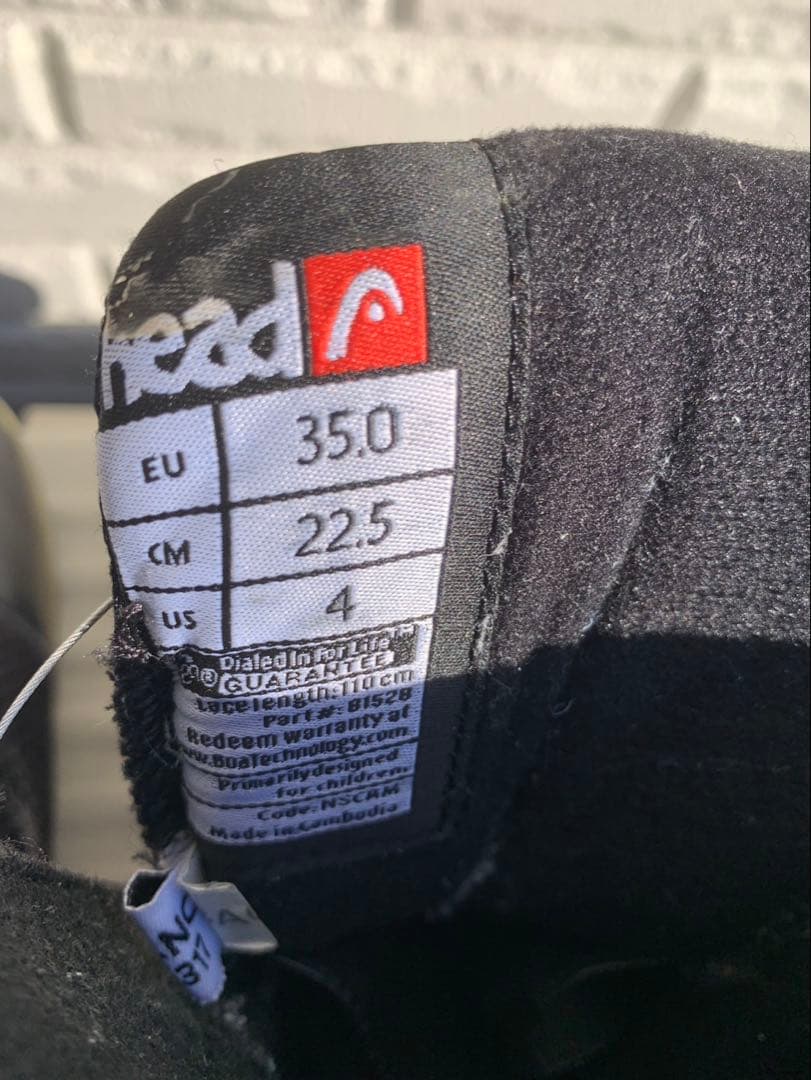 head
EU 35.0
CM 22.5
US 4
Dialed In For Life™
GUARANTEE
Lace length: 110 cm
Part #: B1528
Redeem warranty at
www.BoaTechnology.com
Primarily designed
for children.
Code: NSCAM
Made in Cambodia